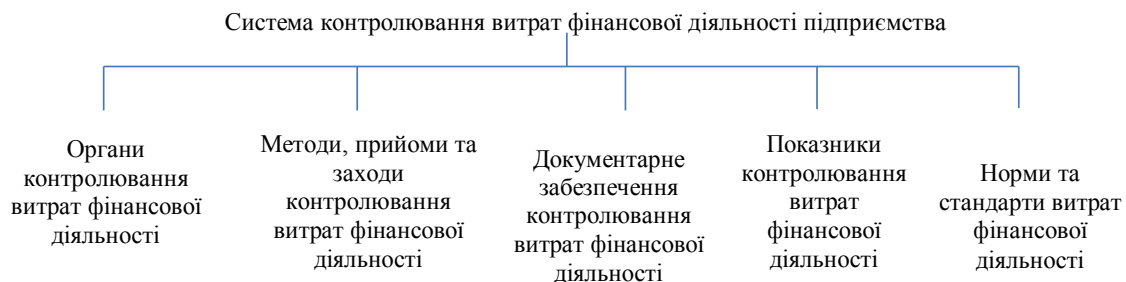 Система контролювання витрат фінансової діяльності підприємства
Органи
контролювання
витрат фінансової
діяльності
Методи, прийоми та
заходи
контролювання
витрат фінансової
діяльності
Документарне
забезпечення
контролювання
витрат фінансової
діяльності
Показники
контролювання
витрат
фінансової
діяльності
Норми та
стандарти витрат
фінансової
діяльності